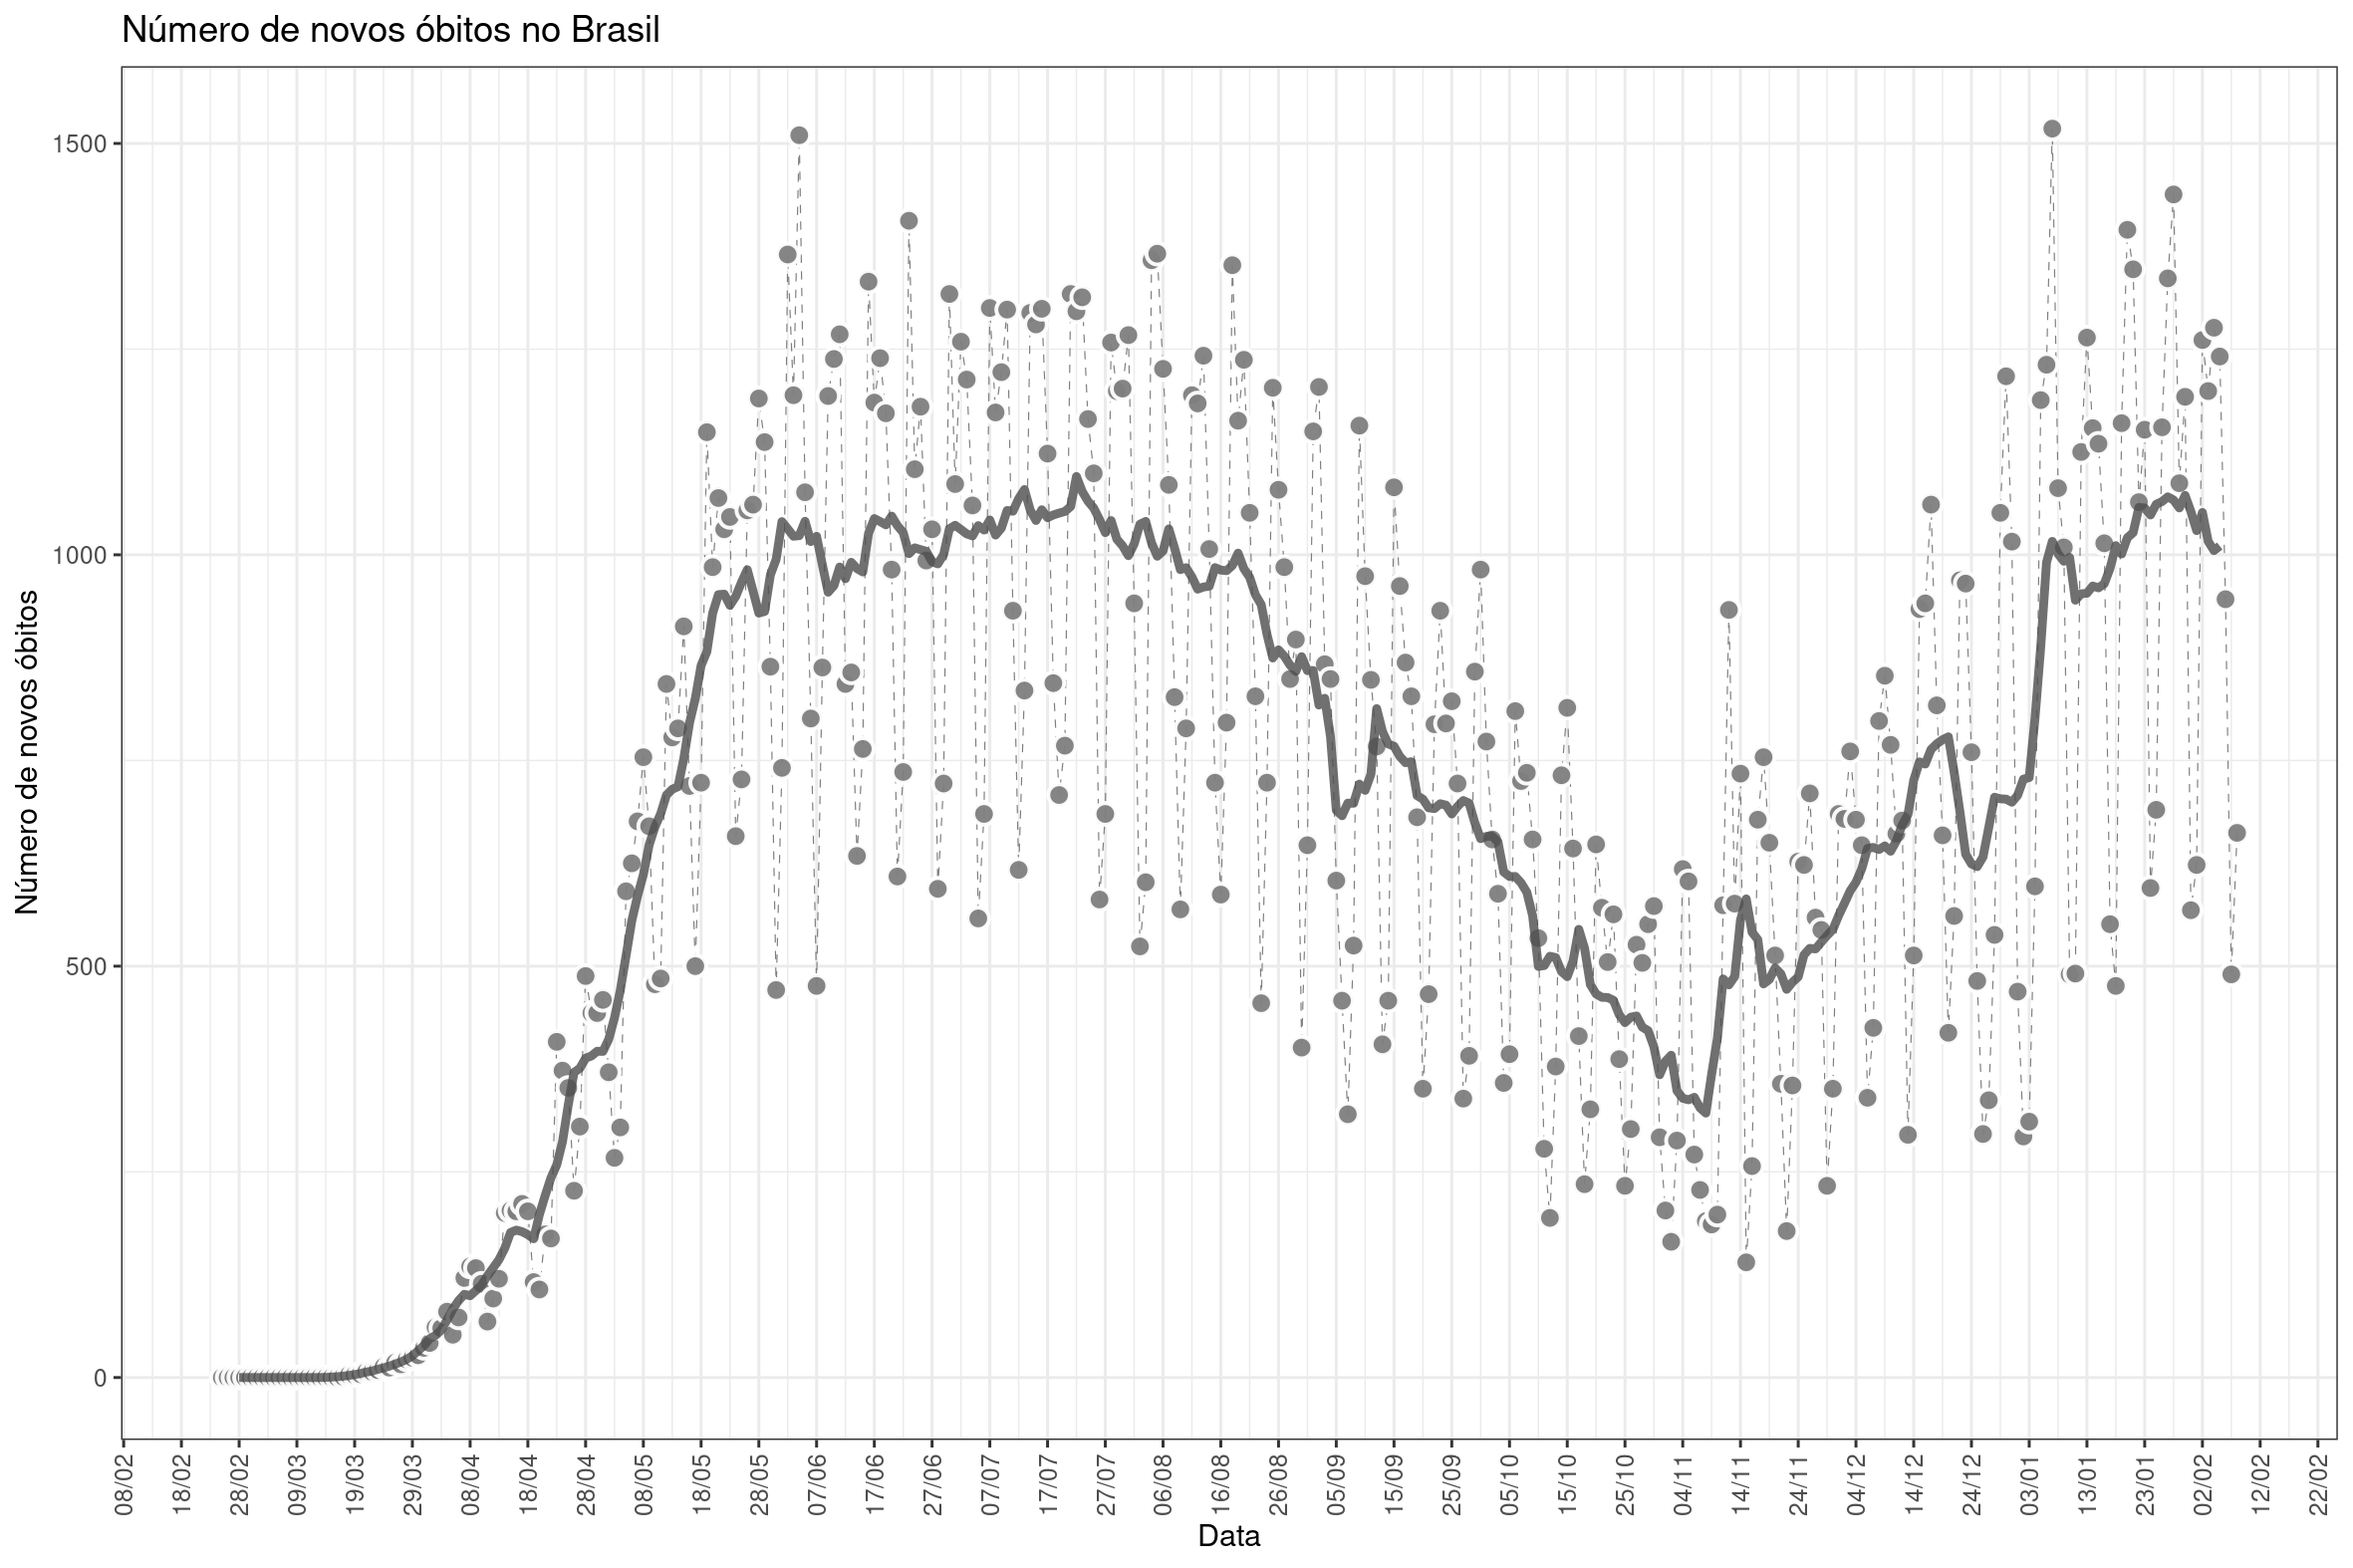 Número de novos óbitos no Brasil
Número de novos óbitos
1500
1000
500
0
08/02 18/02 28/02 09/03 19/03 29/03 08/04 18/04 28/04 08/05 18/05 28/05 07/06 17/06 27/06 07/07 17/07 27/07 06/08 16/08 26/08 05/09 15/09 25/09 05/10 15/10 25/10 04/11 14/11 24/11 04/12 14/12 24/12 03/01 13/01 23/01 02/02 12/02 22/02
Data